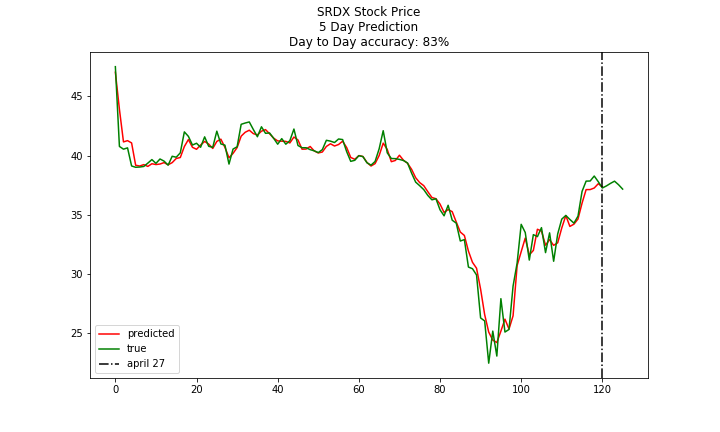 SRDX Stock Price
5 Day Prediction
Day to Day accuracy: 83%
45
40
35
30
25
predicted
true
april 27
0
20
40
60
80
100
120